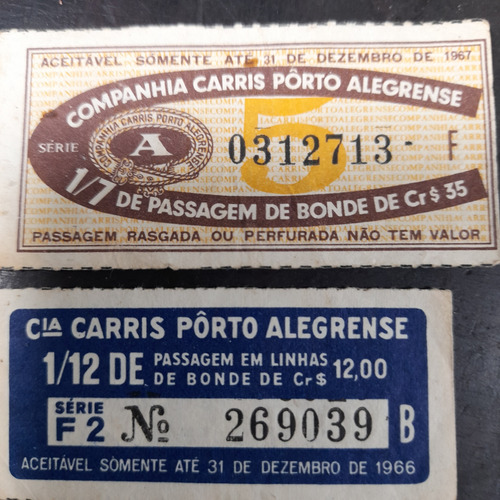 ACEITÁVEL SÒMENTE ATÉ 31 DE DEZEMBRO DE 1967
COMPANHIA CARRIS PÔRTO ALEGRENSE
5
SÉRIE A 0312713 F
COMPANHIA CARRIS PORTO ALEGRENSE
1/7 DE PASSAGEM DE BONDE DE Cr$ 35
PASSAGEM RASGADA OU PERFURADA NÃO TEM VALOR
CIA CARRIS PÔRTO ALEGRENSE
1/12 DE PASSAGEM EM LINHAS DE BONDE DE Cr$ 12,00
SÉRIE F2 Nº 269039 B
ACEITÁVEL SÒMENTE ATÉ 31 DE DEZEMBRO DE 1966